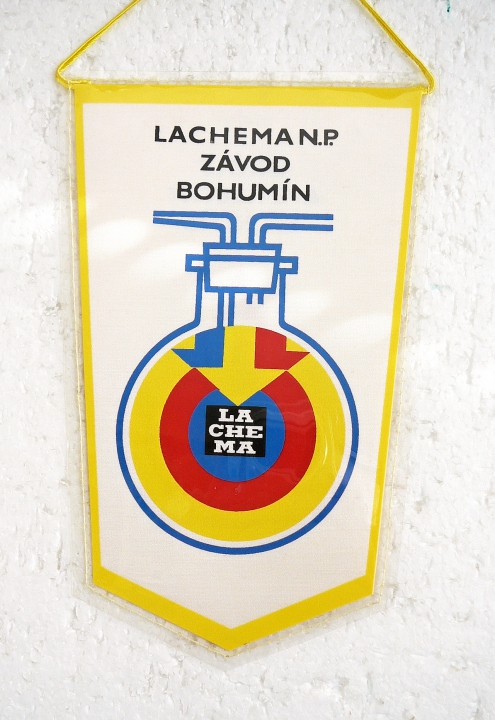 LACHEMA N.P.
ZÁVOD
BOHUMÍN
LA
CHE
MA